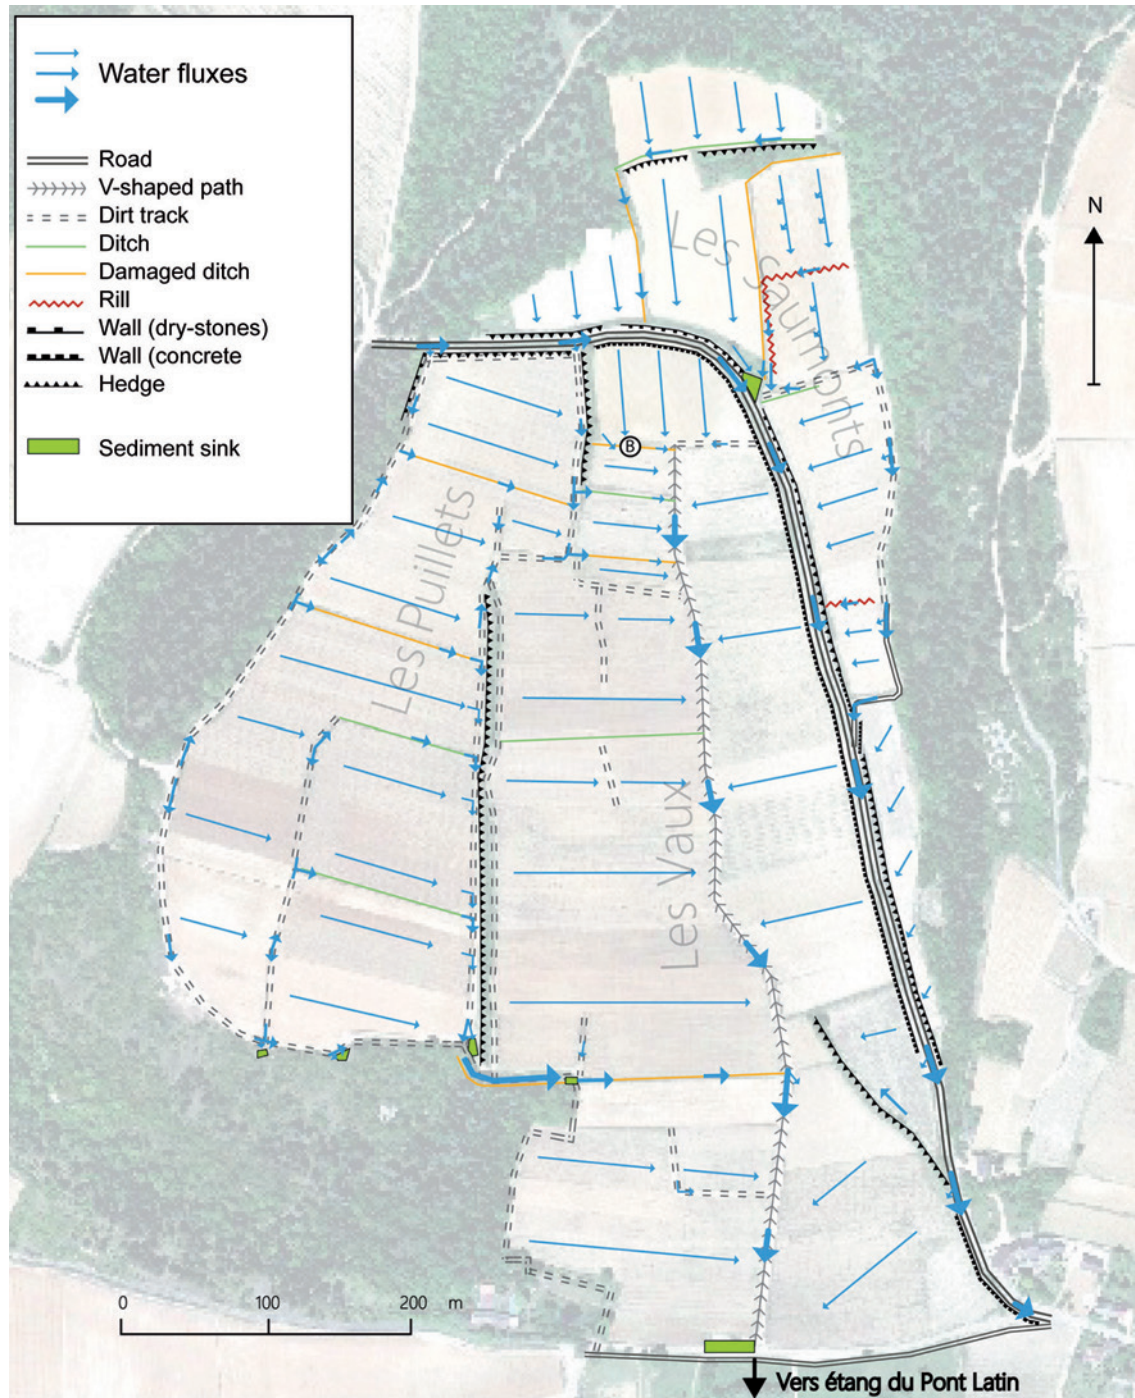 Water fluxes
Road
V-shaped path
Dirt track
Ditch
Damaged ditch
Rill
Wall (dry-stones)
Wall (concrete
Hedge
Sediment sink
N
Les Saumonts
B
Les Puillets
Les Vaux
0 100 200 m
Vers étang du Pont Latin